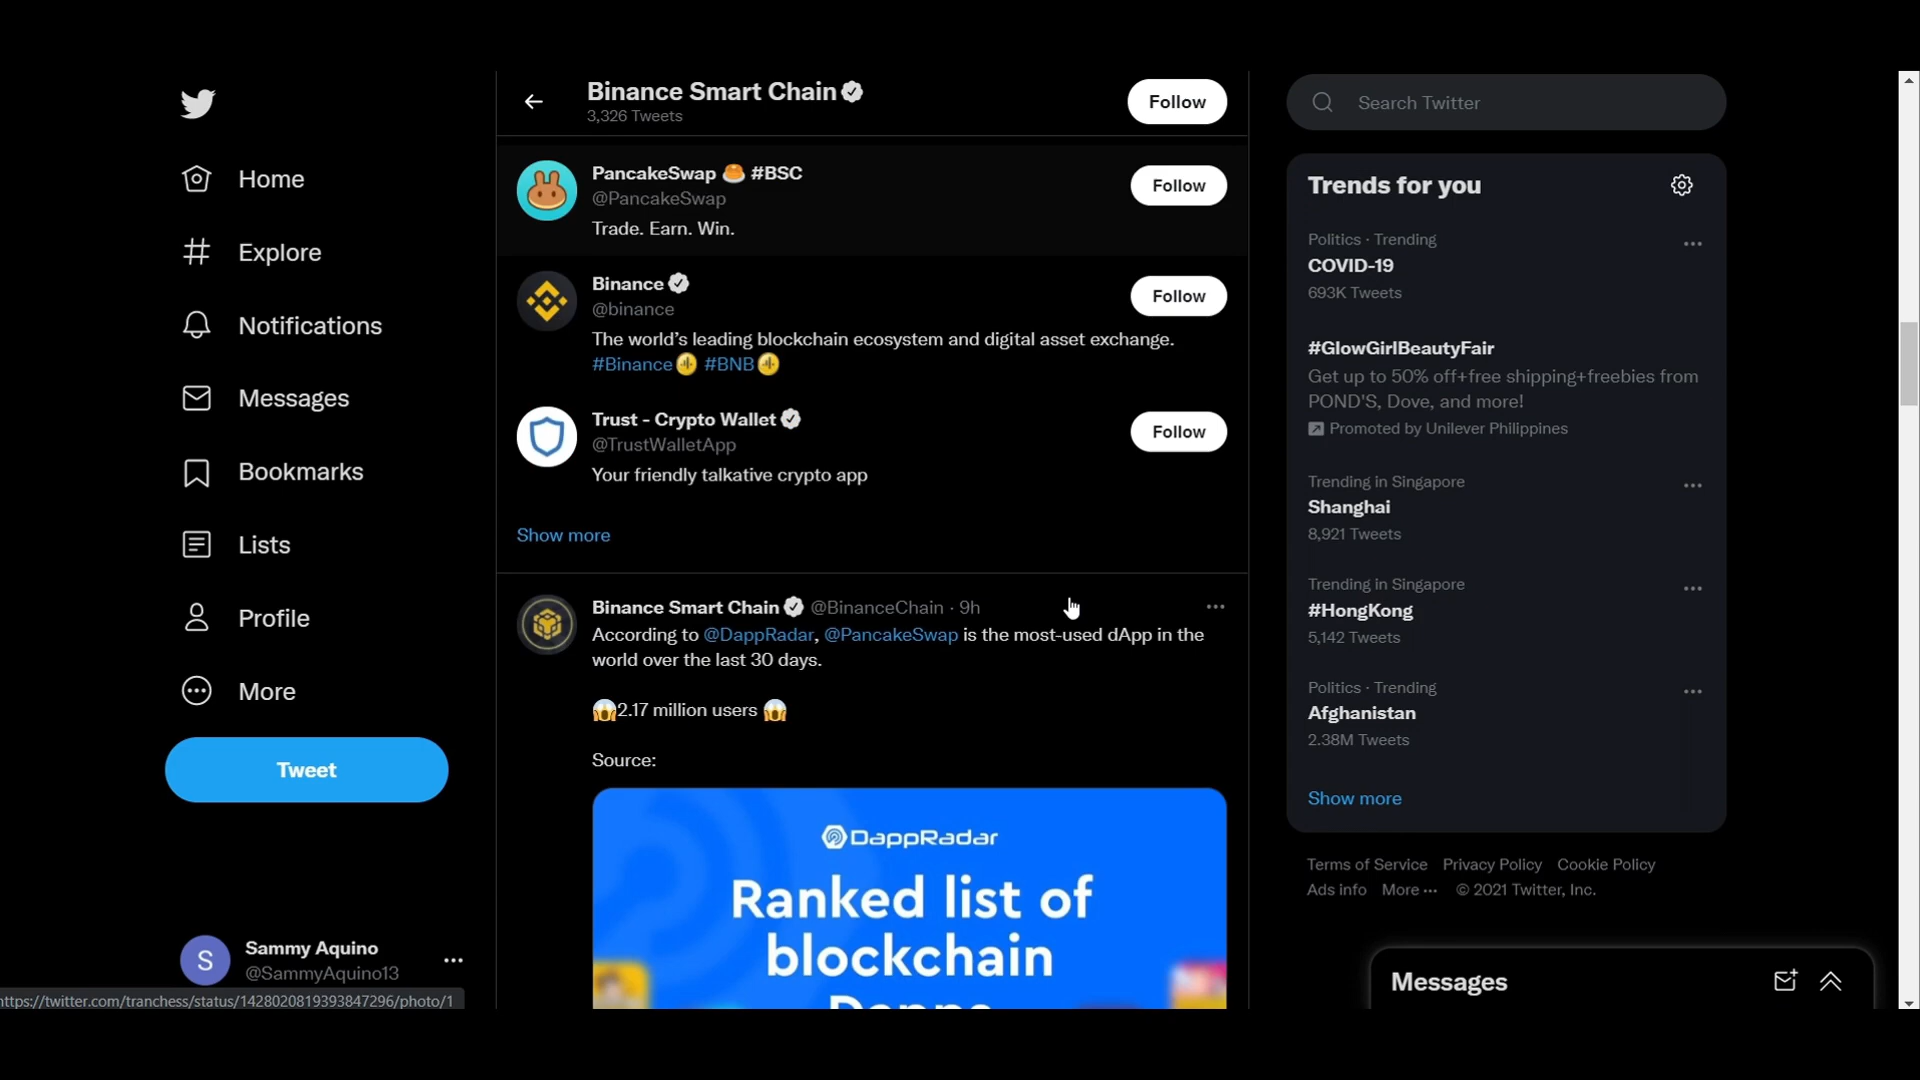 Home
Explore
Notifications
Messages
Bookmarks
Lists
Profile
More
Tweet
Sammy Aquino
@SammyAquino13
S
https://twitter.com/tranchess/status/1428020819393847296/photo/1
Binance Smart Chain
3,326 Tweets
Follow
PancakeSwap 🥞 #BSC
@PancakeSwap
Trade. Earn. Win.
Follow
Binance
@binance
The world’s leading blockchain ecosystem and digital asset exchange.
#Binance #BNB
Follow
Trust - Crypto Wallet
@TrustWalletApp
Your friendly talkative crypto app
Follow
Show more
Binance Smart Chain @BinanceChain · 9h
According to @DappRadar, @PancakeSwap is the most-used dApp in the
world over the last 30 days.
😱2.17 million users 😱
Source:
DappRadar
Ranked list of
blockchain
Dapps
Search Twitter
Trends for you
Politics · Trending
COVID-19
693K Tweets
#GlowGirlBeautyFair
Get up to 50% off+free shipping+freebies from
POND'S, Dove, and more!
Promoted by Unilever Philippines
Trending in Singapore
Shanghai
8,921 Tweets
Trending in Singapore
#HongKong
5,142 Tweets
Politics · Trending
Afghanistan
2.38M Tweets
Show more
Terms of Service Privacy Policy Cookie Policy
Ads info More ··· © 2021 Twitter, Inc.
Messages